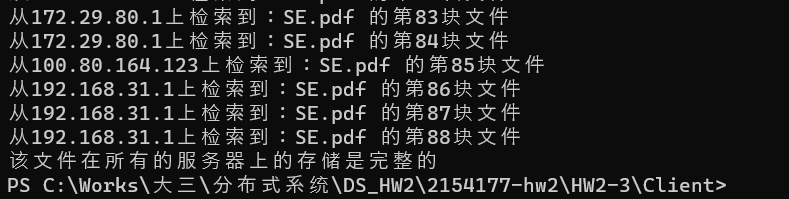 从172.29.80.1上检索到：SE.pdf 的第83块文件
从172.29.80.1上检索到：SE.pdf 的第84块文件
从100.80.164.123上检索到：SE.pdf 的第85块文件
从192.168.31.1上检索到：SE.pdf 的第86块文件
从192.168.31.1上检索到：SE.pdf 的第87块文件
从192.168.31.1上检索到：SE.pdf 的第88块文件
该文件在所有的服务器上的存储是完整的
PS C:\Works\大三\分布式系统\DS_HW2\2154177-hw2\HW2-3\Client>